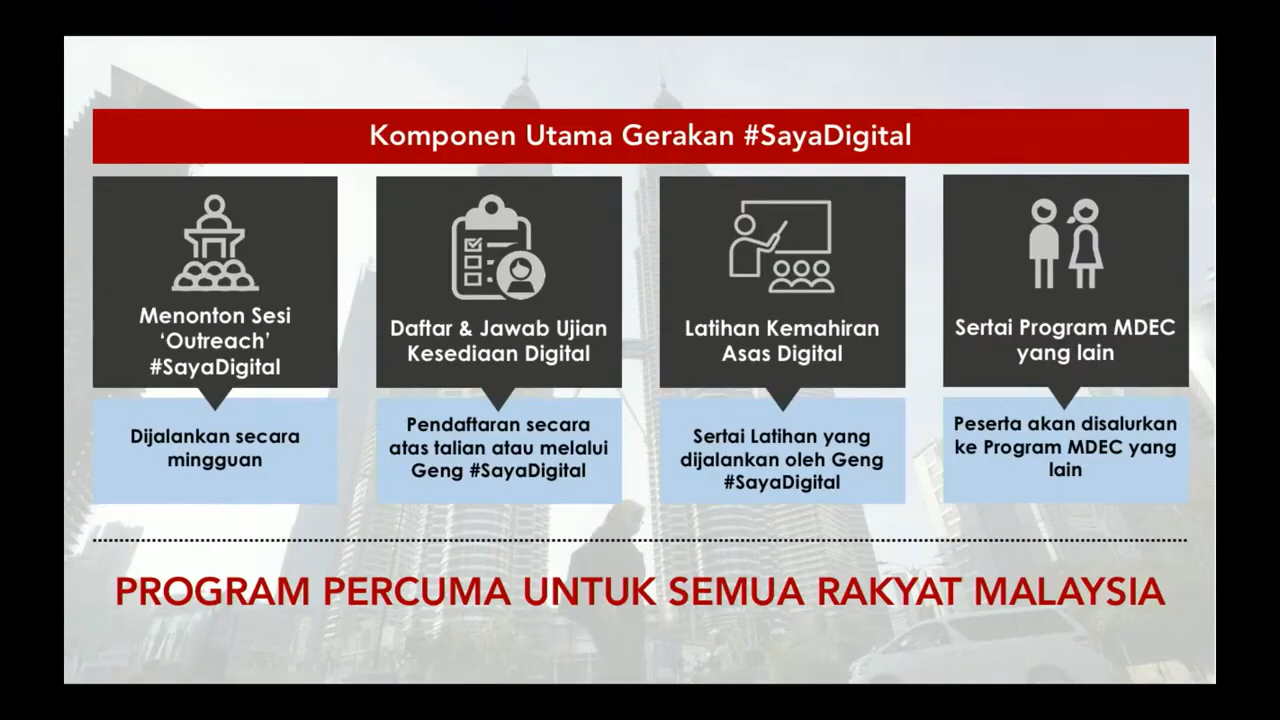 Komponen Utama Gerakan #SayaDigital
Menonton Sesi
‘Outreach’
#SayaDigital
Dijalankan secara
mingguan
Daftar & Jawab Ujian
Kesediaan Digital
Pendaftaran secara
atas talian atau melalui
Geng #SayaDigital
Latihan Kemahiran
Asas Digital
Sertai Latihan yang
dijalankan oleh Geng
#SayaDigital
Sertai Program MDEC
yang lain
Peserta akan disalurkan
ke Program MDEC yang
lain
PROGRAM PERCUMA UNTUK SEMUA RAKYAT MALAYSIA